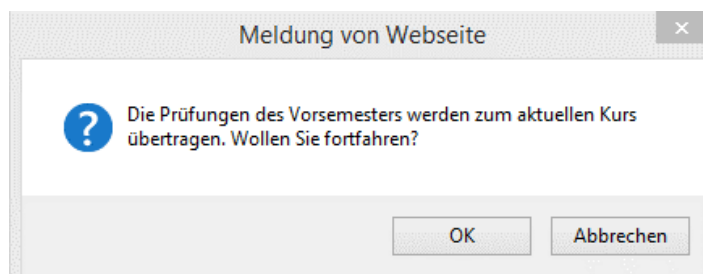 Meldung von Webseite
Die Prüfungen des Vorsemesters werden zum aktuellen Kurs
übertragen. Wollen Sie fortfahren?
OK Abbrechen